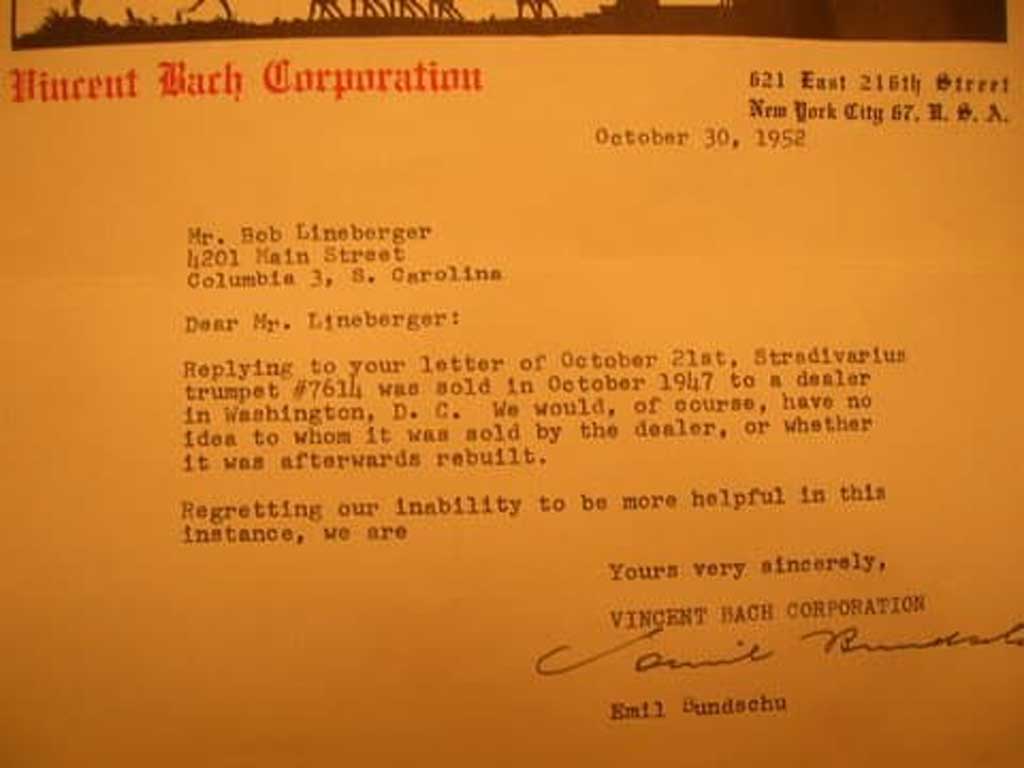 Vincent Bach Corporation
621 East 216th Street
New York City 67, U. S. A.
October 30, 1952
Mr. Bob Lineberger
4201 Main Street
Columbia 3, S. Carolina
Dear Mr. Lineberger:
Replying to your letter of October 21st, Stradivarius
trumpet #7614 was sold in October 1947 to a dealer
in Washington, D. C. We would, of course, have no
idea to whom it was sold by the dealer, or whether
it was afterwards rebuilt.
Regretting our inability to be more helpful in this
instance, we are
Yours very sincerely,
VINCENT BACH CORPORATION
Emil Bundschu
Emil Bundschu